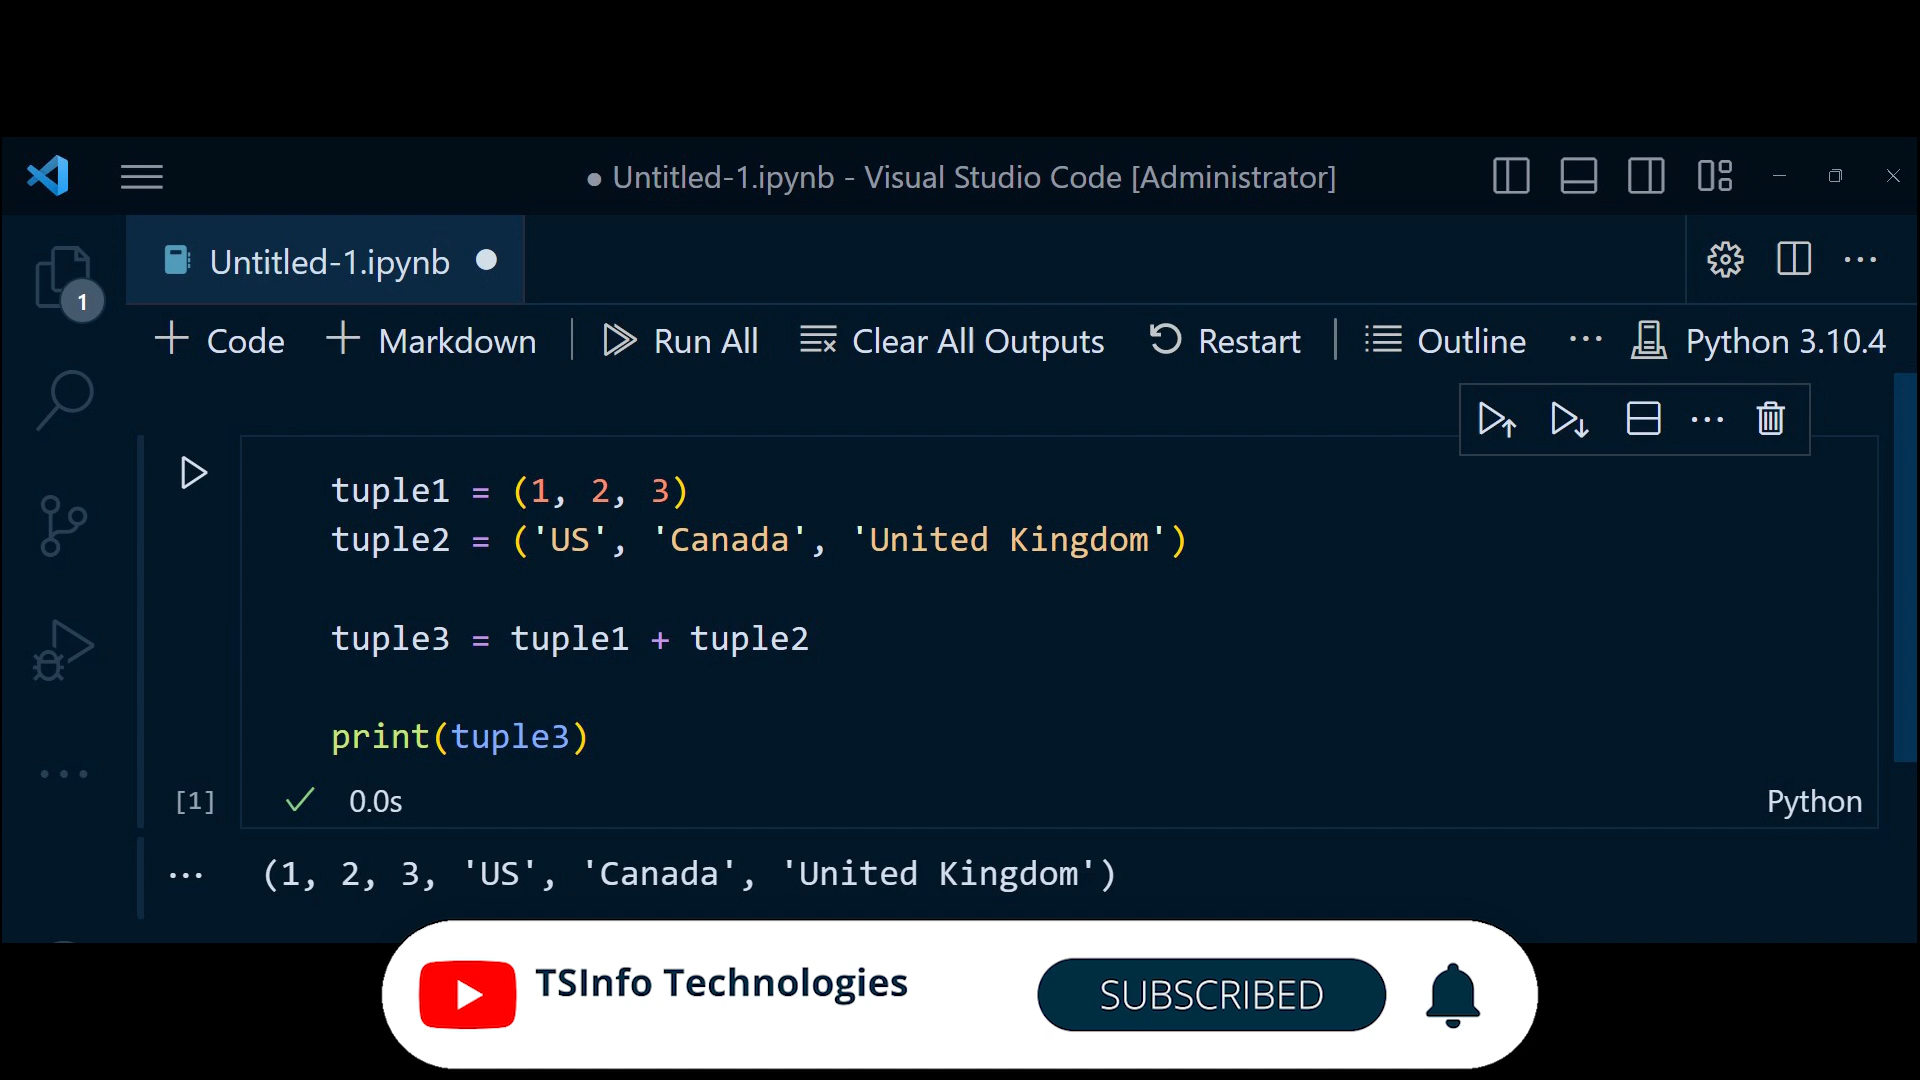 ● Untitled-1.ipynb - Visual Studio Code [Administrator]
Untitled-1.ipynb ●
1
+ Code + Markdown | Run All Clear All Outputs Restart | Outline ... Python 3.10.4
...
tuple1 = (1, 2, 3)
tuple2 = ('US', 'Canada', 'United Kingdom')
tuple3 = tuple1 + tuple2
print(tuple3)
[1] ✓ 0.0s Python
... (1, 2, 3, 'US', 'Canada', 'United Kingdom')
TSInfo Technologies SUBSCRIBED